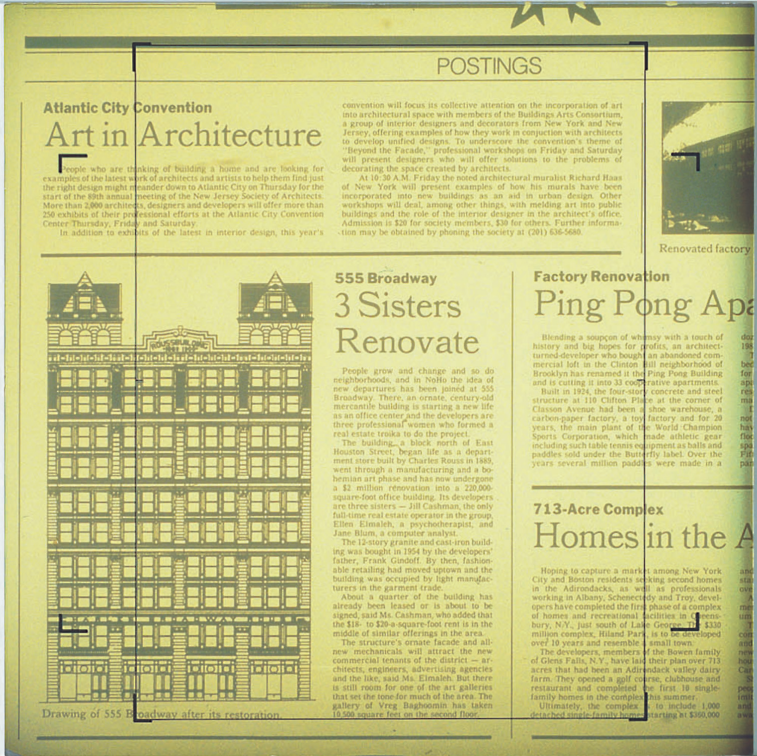 POSTINGS
Atlantic City Convention
Art in Architecture
People who are thinking of building a home and are looking for
examples of the latest work of architects and artists to help them find just
the right design might meander down to Atlantic City on Thursday for the
start of the 89th annual meeting of the New Jersey Society of Architects.
More than 2,000 architects, designers and developers will offer more than
250 exhibits of their professional efforts at the Atlantic City Convention
Center Thursday, Friday and Saturday.
In addition to exhibits of the latest in interior design, this year's
convention will focus its collective attention on the incorporation of art
into architectural space with members of the Buildings Arts Consortium,
a group of interior designers and decorators from New York and New
Jersey, offering examples of how they work in conjuction with architects
to develop unified designs. To underscore the convention's theme of
"Beyond the Facade," professional workshops on Friday and Saturday
will present designers who will offer solutions to the problems of
decorating the space created by architects.
At 10:30 A.M. Friday the noted architectural muralist Richard Haas
of New York will present examples of how his murals have been
incorporated into new buildings as an aid in urban design. Other
workshops will deal, among other things, with melding art into public
buildings and the role of the interior designer in the architect's office.
Admission is $20 for society members, $30 for others. Further informa-
tion may be obtained by phoning the society at (201) 636-5680.
Renovated factory
555 Broadway
3 Sisters
Renovate
People grow and change and so do
neighborhoods, and in NoHo the idea of
new departures has been joined at 555
Broadway. There, an ornate, century-old
mercantile building is starting a new life
as an office center and the developers are
three professional women who formed a
real estate troika to do the project.
The building, a block north of East
Houston Street, began life as a depart-
ment store built by Charles Rouss in 1889,
went through a manufacturing and a bo-
hemian art phase and has now undergone
a $2 million renovation into a 220,000-
square-foot office building. Its developers
are three sisters — Jill Cashman, the only
full-time real estate operator in the group,
Ellen Elmaleh, a psychotherapist, and
Jane Blum, a computer analyst.
The 12-story granite and cast-iron build-
ing was bought in 1954 by the developers'
father, Frank Gindoff. By then, fashion-
able retailing had moved uptown and the
building was occupied by light manufac-
turers in the garment trade.
About a quarter of the building has
already been leased or is about to be
signed, said Ms. Cashman, who added that
the $18- to $20-a-square-foot rent is in the
middle of similar offerings in the area.
The structure's ornate facade and all-
new mechanicals will attract the new
commercial tenants of the district — ar-
chitects, engineers, advertising agencies
and the like, said Ms. Elmaleh. But there
is still room for one of the art galleries
that set the tone for much of the area. The
gallery of Vreg Baghoomin has taken
10,500 square feet on the second floor.
Drawing of 555 Broadway after its restoration.
Factory Renovation
Ping Pong Apa
Blending a soupçon of whimsy with a touch of
history and big hopes for profits, an architect-
turned-developer who bought an abandoned com-
mercial loft in the Clinton Hill neighborhood of
Brooklyn has renamed it the Ping Pong Building
and is cutting it into 33 cooperative apartments.
Built in 1924, the four-story concrete and steel
structure at 110 Clifton Place at the corner of
Classon Avenue had been a shoe warehouse, a
carbon-paper factory, a toy factory and for 20
years, the main plant of the World Champion
Sports Corporation, which made athletic gear
including such table tennis equipment as balls and
paddles sold under the Butterfly label. Over the
years several million paddles were made in a
713-Acre Complex
Homes in the A
Hoping to capture a market among New York
City and Boston residents seeking second homes
in the Adirondacks, as well as professionals
working in Albany, Schenectady and Troy, devel-
opers have completed the first phase of a complex
of homes and recreational facilities in Queens-
bury, N.Y., just south of Lake George. The $330
million complex, Hiland Park, is to be developed
over 10 years and resemble a small town.
The developers, members of the Bowen family
of Glens Falls, N.Y., have laid their plan over 713
acres that had been an Adirondack valley dairy
farm. They opened a golf course, clubhouse and
restaurant and completed the first 10 single-
family homes in the complex this summer.
Ultimately, the complex is to include 1,000
detached single-family homes starting at $360,000